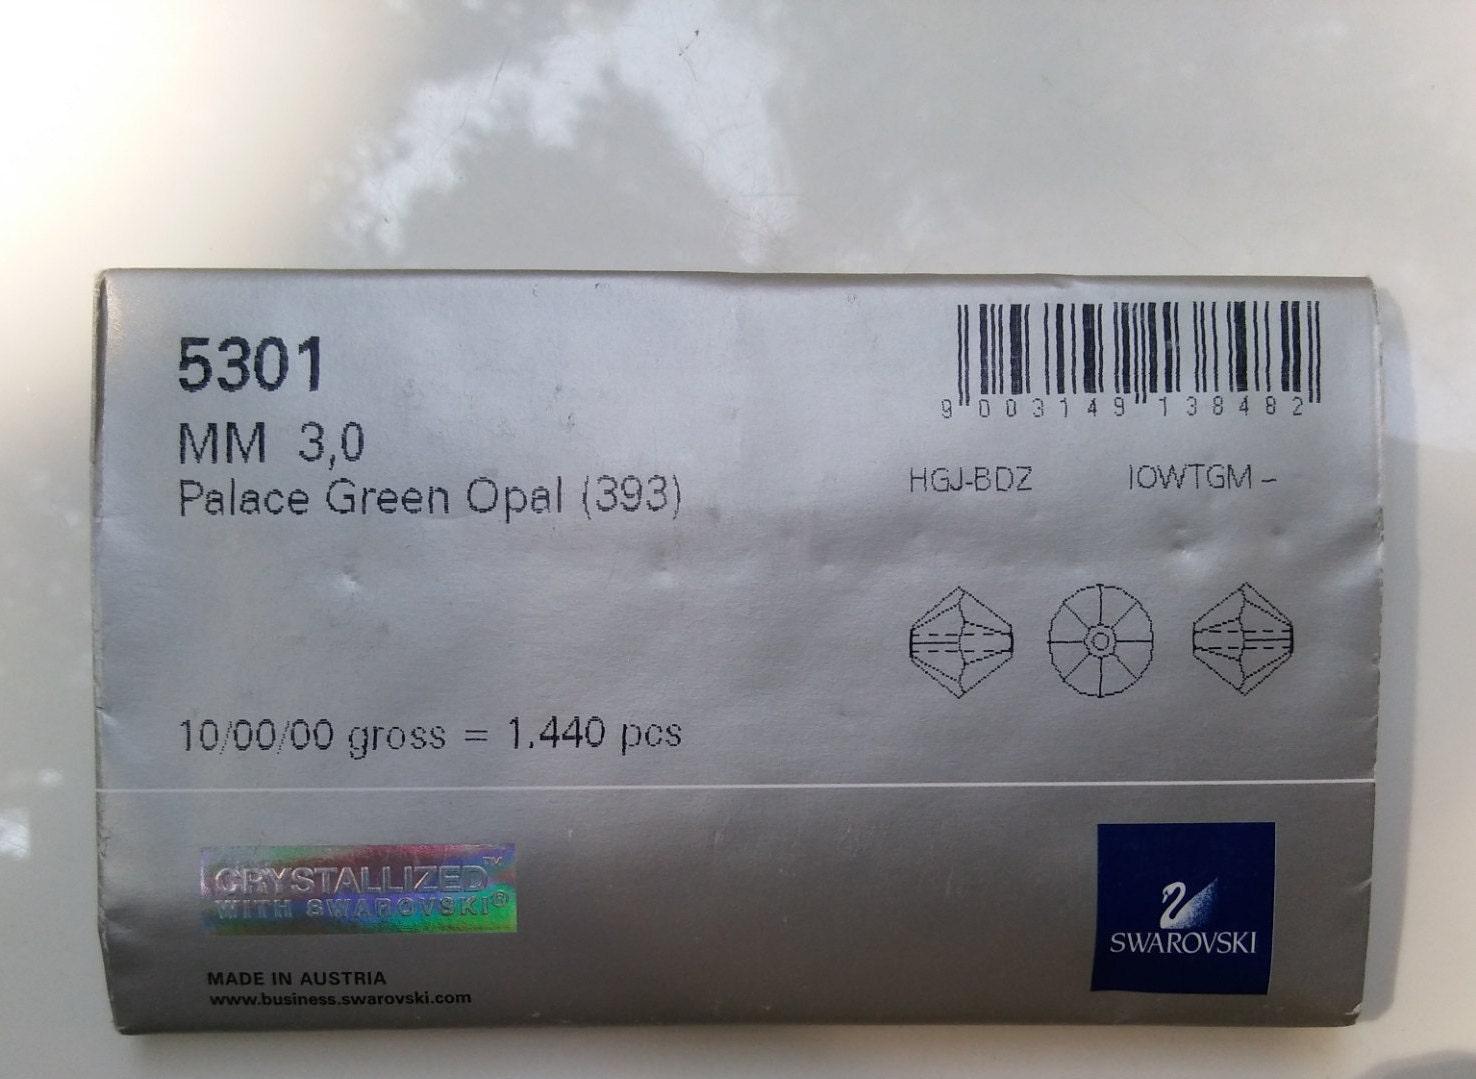 5301
MM 3,0
Palace Green Opal (393)
9 003149 138482
HGJ-BDZ IOWTGM -
10/00/00 gross = 1.440 pcs
CRYSTALLIZED™
WITH SWAROVSKI®
MADE IN AUSTRIA
www.business.swarovski.com
SWAROVSKI